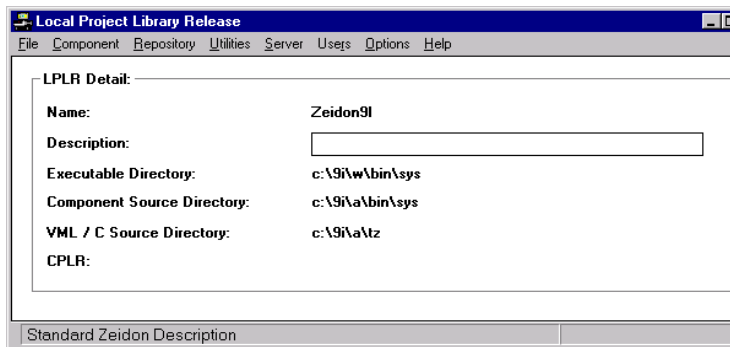 Local Project Library Release
File Component Repository Utilities Server Users Options Help
LPLR Detail:
Name: Zeidon9I
Description:
Executable Directory: c:\9i\w\bin\sys
Component Source Directory: c:\9i\a\bin\sys
VML / C Source Directory: c:\9i\a\tz
CPLR:
Standard Zeidon Description